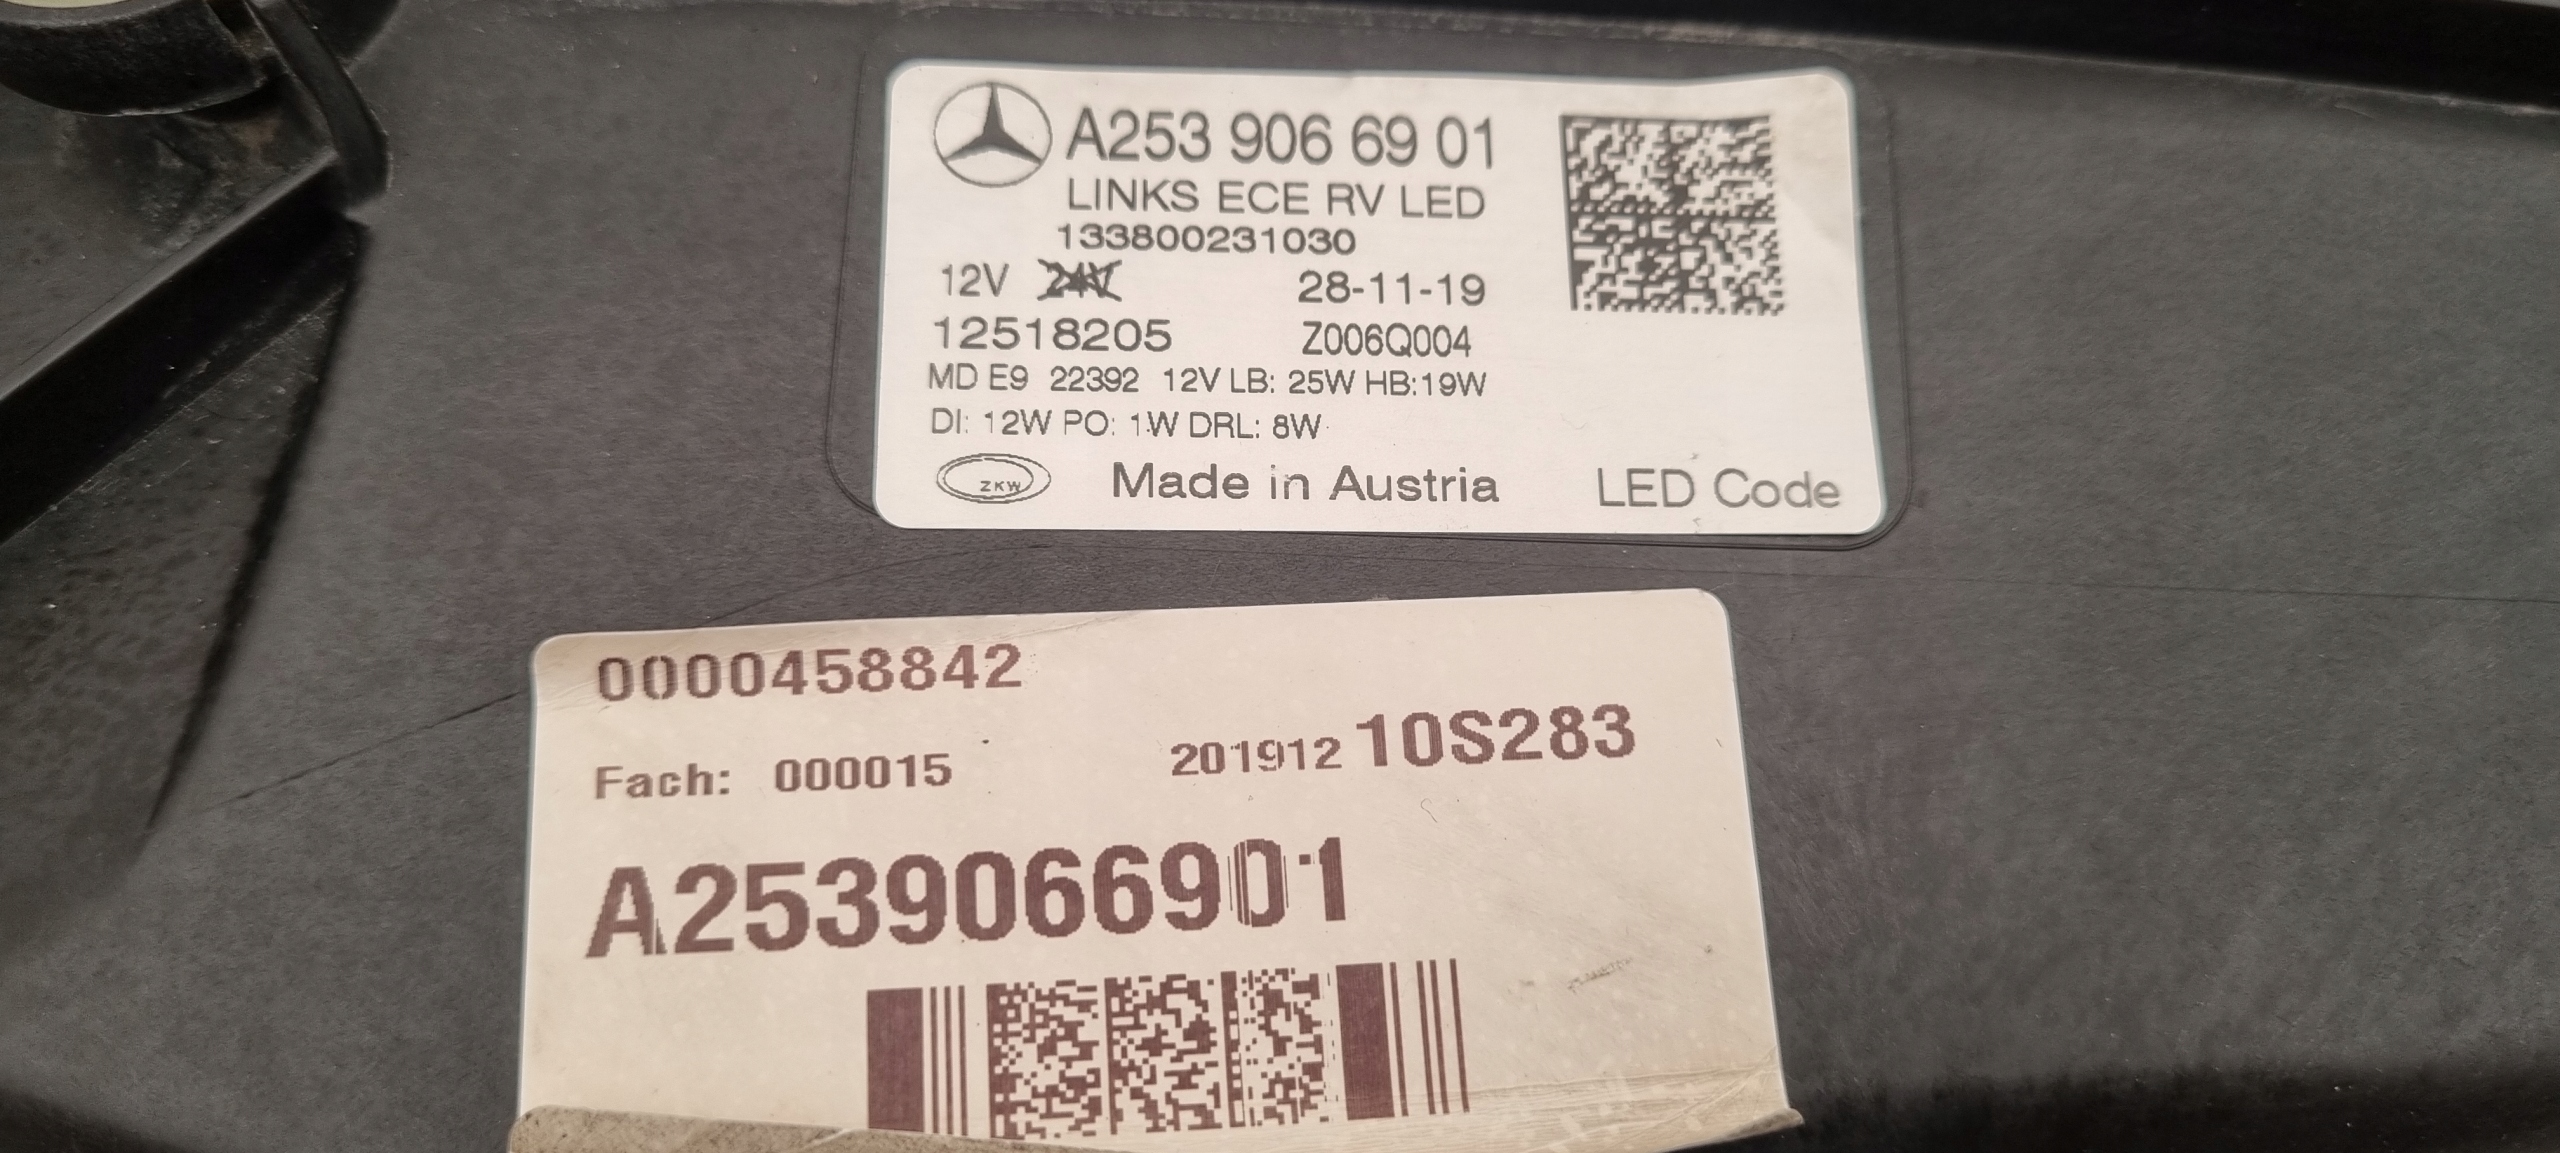 A253 906 69 01
LINKS ECE RV LED
133800231030
12V 24V 28-11-19
12518205 Z006Q004
MD E9 22392 12V LB: 25W HB:19W
DI: 12W PO: 1W DRL: 8W
ZKW Made in Austria LED Code
0000458842
Fach: 000015 201912 10S283
A2539066901